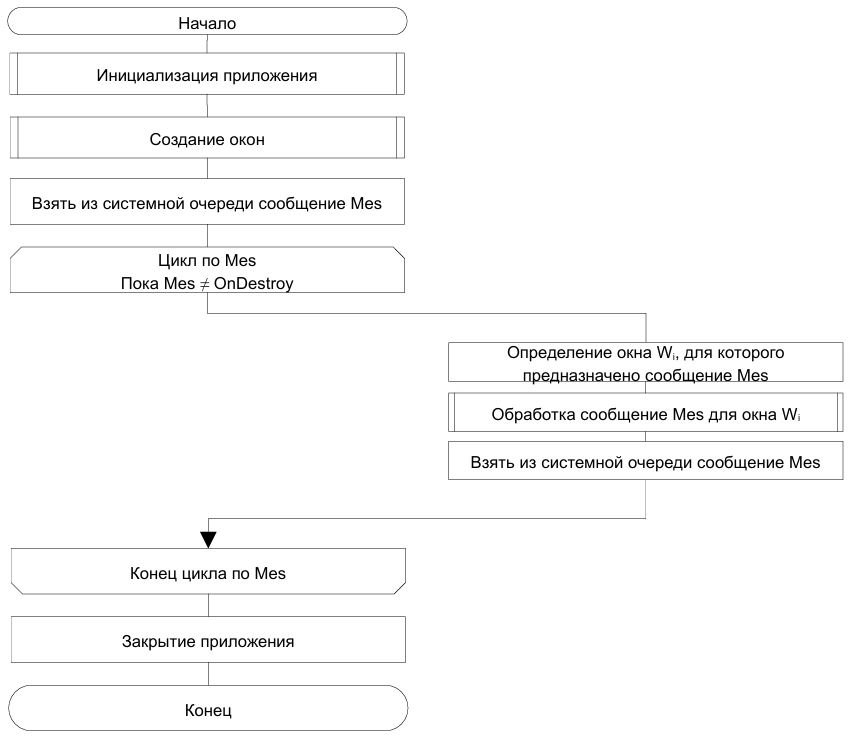 Начало
Инициализация приложения
Создание окон
Взять из системной очереди сообщение Mes
Цикл по Mes
Пока Mes ≠ OnDestroy
Определение окна Wᵢ, для которого
предназначено сообщение Mes
Обработка сообщение Mes для окна Wᵢ
Взять из системной очереди сообщение Mes
Конец цикла по Mes
Закрытие приложения
Конец